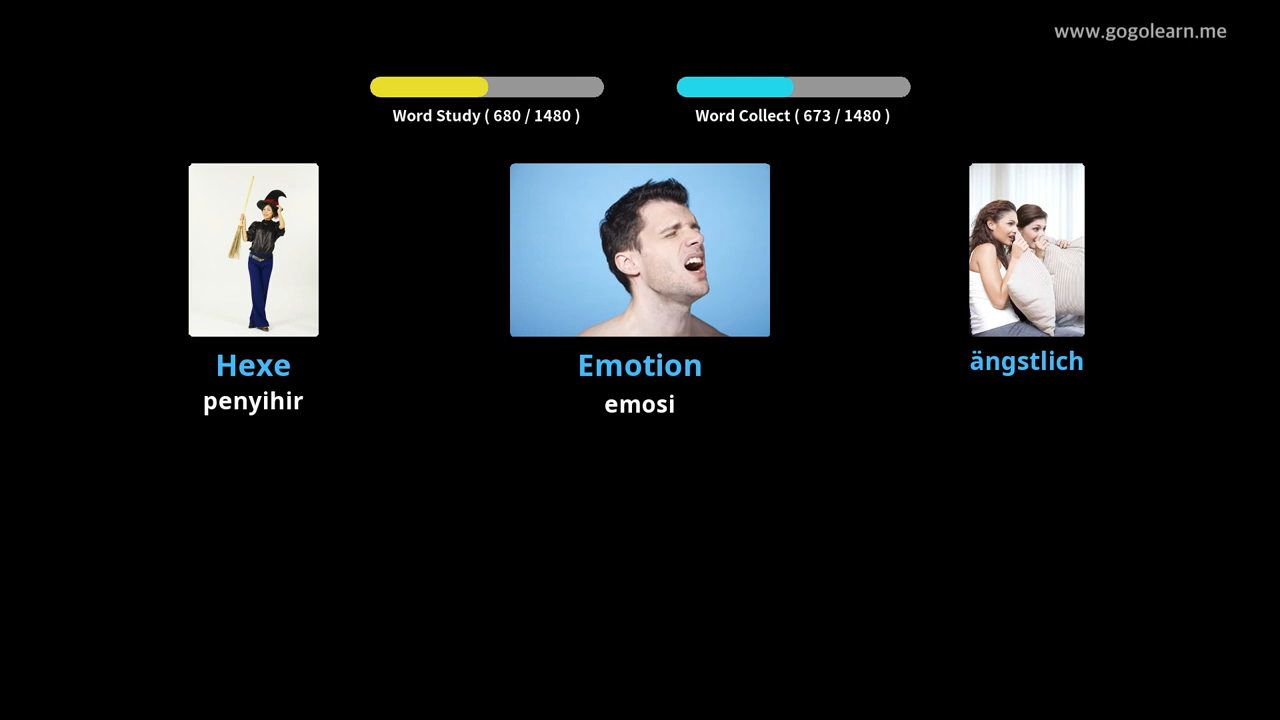 www.gogolearn.me
Word Study ( 680 / 1480 )
Word Collect ( 673 / 1480 )
Hexe
penyihir
Emotion
emosi
ängstlich